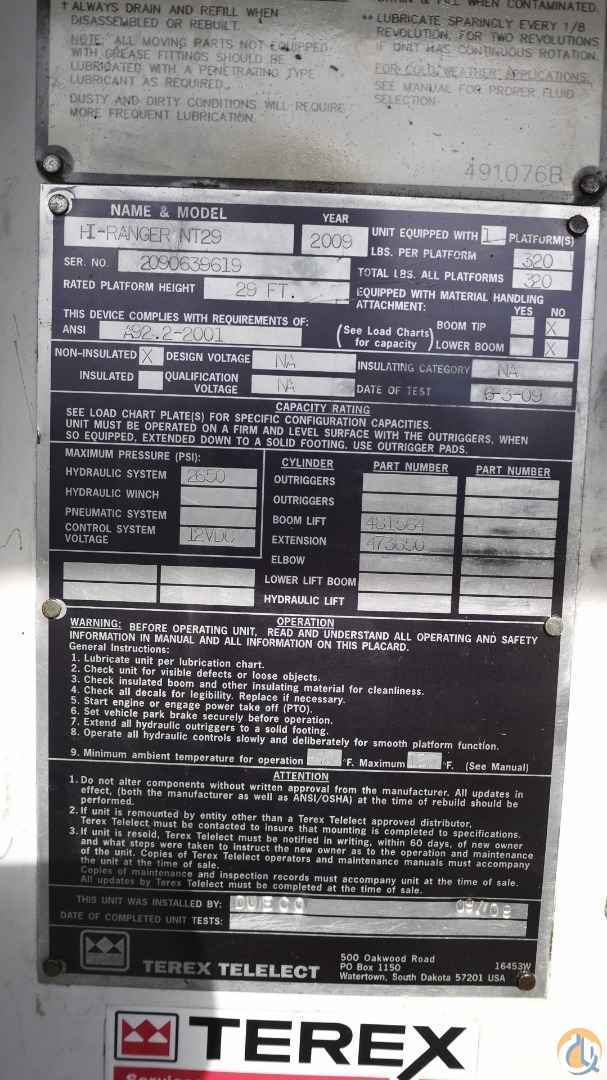 † ALWAYS DRAIN AND REFILL WHEN
DISASSEMBLED OR REBUILT.
NOTE: ALL MOVING PARTS NOT EQUIPPED
WITH GREASE FITTINGS SHOULD BE
LUBRICATED WITH A PENETRATING TYPE
LUBRICANT AS REQUIRED.
DUSTY AND DIRTY CONDITIONS WILL REQUIRE
MORE FREQUENT LUBRICATION.
WHEN CONTAMINATED.
** LUBRICATE SPARINGLY EVERY 1/8
REVOLUTION, FOR TWO REVOLUTIONS
IF UNIT HAS CONTINUOUS ROTATION.
FOR COLD WEATHER APPLICATIONS,
SEE MANUAL FOR PROPER FLUID
SELECTION.
491076B
NAME & MODEL
HI-RANGER NT29
YEAR
2009
UNIT EQUIPPED WITH 1 PLATFORM(S)
LBS. PER PLATFORM 320
TOTAL LBS. ALL PLATFORMS 320
SER. NO. 2090639619
RATED PLATFORM HEIGHT 29 FT.
EQUIPPED WITH MATERIAL HANDLING
ATTACHMENT: YES NO
THIS DEVICE COMPLIES WITH REQUIREMENTS OF:
ANSI A92.2-2001
(See Load Charts for capacity)
BOOM TIP X
LOWER BOOM X
NON-INSULATED X DESIGN VOLTAGE NA INSULATING CATEGORY NA
INSULATED QUALIFICATION VOLTAGE NA DATE OF TEST 6-3-09
CAPACITY RATING
SEE LOAD CHART PLATE(S) FOR SPECIFIC CONFIGURATION CAPACITIES.
UNIT MUST BE OPERATED ON A FIRM AND LEVEL SURFACE WITH THE OUTRIGGERS, WHEN
SO EQUIPPED, EXTENDED DOWN TO A SOLID FOOTING. USE OUTRIGGER PADS.
MAXIMUM PRESSURE (PSI):
HYDRAULIC SYSTEM 2650
HYDRAULIC WINCH
PNEUMATIC SYSTEM
CONTROL SYSTEM
VOLTAGE 12VDC
CYLINDER PART NUMBER PART NUMBER
OUTRIGGERS
OUTRIGGERS
BOOM LIFT 481564
EXTENSION 473650
ELBOW
LOWER LIFT BOOM
HYDRAULIC LIFT
OPERATION
WARNING: BEFORE OPERATING UNIT, READ AND UNDERSTAND ALL OPERATING AND SAFETY
INFORMATION IN MANUAL AND ALL INFORMATION ON THIS PLACARD.
General Instructions:
1. Lubricate unit per lubrication chart.
2. Check unit for visible defects or loose objects.
3. Check insulated boom and other insulating material for cleanliness.
4. Check all decals for legibility. Replace if necessary.
5. Start engine or engage power take off (PTO).
6. Set vehicle park brake securely before operation.
7. Extend all hydraulic outriggers to a solid footing.
8. Operate all hydraulic controls slowly and deliberately for smooth platform function.
9. Minimum ambient temperature for operation °F. Maximum °F. (See Manual)
ATTENTION
1. Do not alter components without written approval from the manufacturer. All updates in
effect, (both the manufacturer as well as ANSI/OSHA) at the time of rebuild should be
performed.
2. If unit is remounted by entity other than a Terex Telelect approved distributor,
Terex Telelect must be contacted to insure that mounting is completed to specifications.
3. If unit is resold, Terex Telelect must be notified in writing, within 60 days, of new owner
and what steps were taken to instruct the new owner as to the operation and maintenance
of the unit. Copies of Terex Telelect operators and maintenance manuals must accompany
the unit at the time of sale.
Copies of maintenance and inspection records must accompany unit at the time of sale.
All updates by Terex Telelect must be completed at the time of sale.
THIS UNIT WAS INSTALLED BY: DUECO 09/09
DATE OF COMPLETED UNIT TESTS:
TEREX TELELECT
500 Oakwood Road
PO Box 1150
Watertown, South Dakota 57201 USA
16453W
TEREX